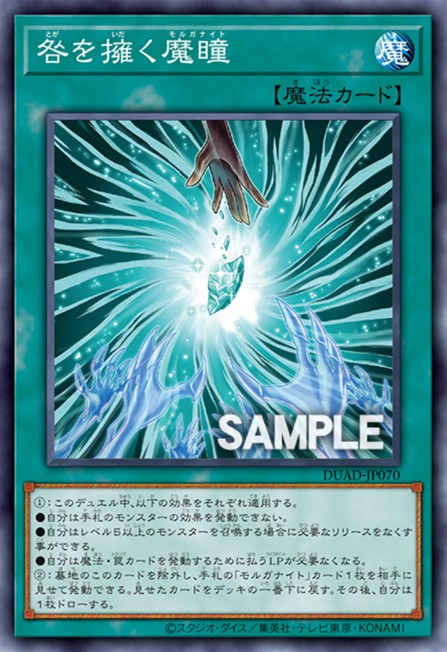 咎を擁く魔瞳
【魔法カード】
SAMPLE
DUAD-JP070
①：このデュエル中、以下の効果をそれぞれ適用する。
●自分は手札のモンスターの効果を発動できない。
●自分はレベル５以上のモンスターを召喚する場合に必要なリリースをなくす
事ができる。
●自分は魔法・罠カードを発動するために払うLPが必要なくなる。
②：墓地のこのカードを除外し、手札の「モルガナイト」カード１枚を相手に
見せて発動できる。見せたカードをデッキの一番下に戻す。その後、自分は
１枚ドローする。
©スタジオ・ダイス／集英社・テレビ東京・KONAMI